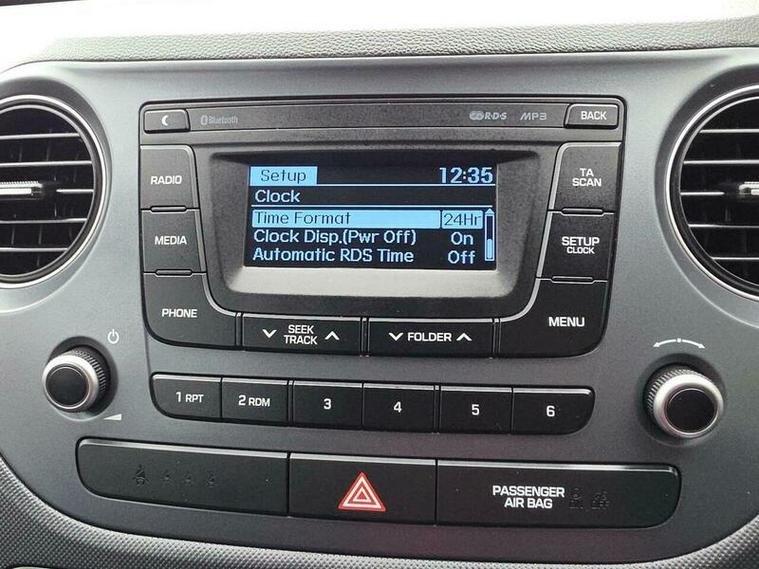 Bluetooth
R·D·S
MP3
BACK
RADIO
Setup 12:35
TA
SCAN
Clock
Time Format 24Hr
MEDIA
Clock Disp.(Pwr Off) On
SETUP
CLOCK
Automatic RDS Time Off
PHONE
SEEK
TRACK
FOLDER
MENU
1 RPT
2 RDM
3
4
5
6
PASSENGER
AIR BAG
OFF